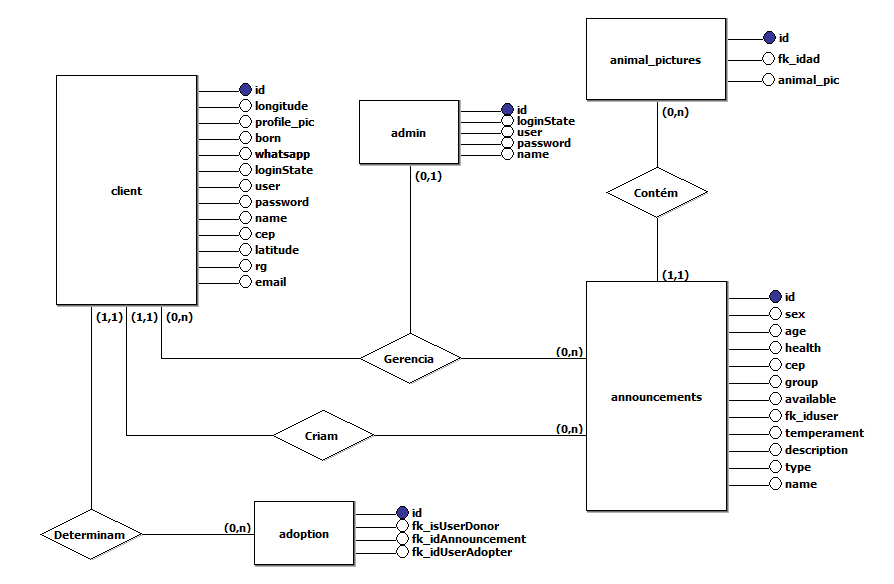 animal_pictures
id
fk_idad
animal_pic
(0,n)
client
id
longitude
profile_pic
born
whatsapp
loginState
user
password
name
cep
latitude
rg
email
admin
id
loginState
user
password
name
(0,1)
Contém
(1,1)
(1,1)
(1,1)
(0,n)
Gerencia
(0,n)
announcements
id
sex
age
health
cep
group
available
fk_iduser
temperament
description
type
name
Criam
(0,n)
Determinam
(0,n)
adoption
id
fk_isUserDonor
fk_idAnnouncement
fk_idUserAdopter